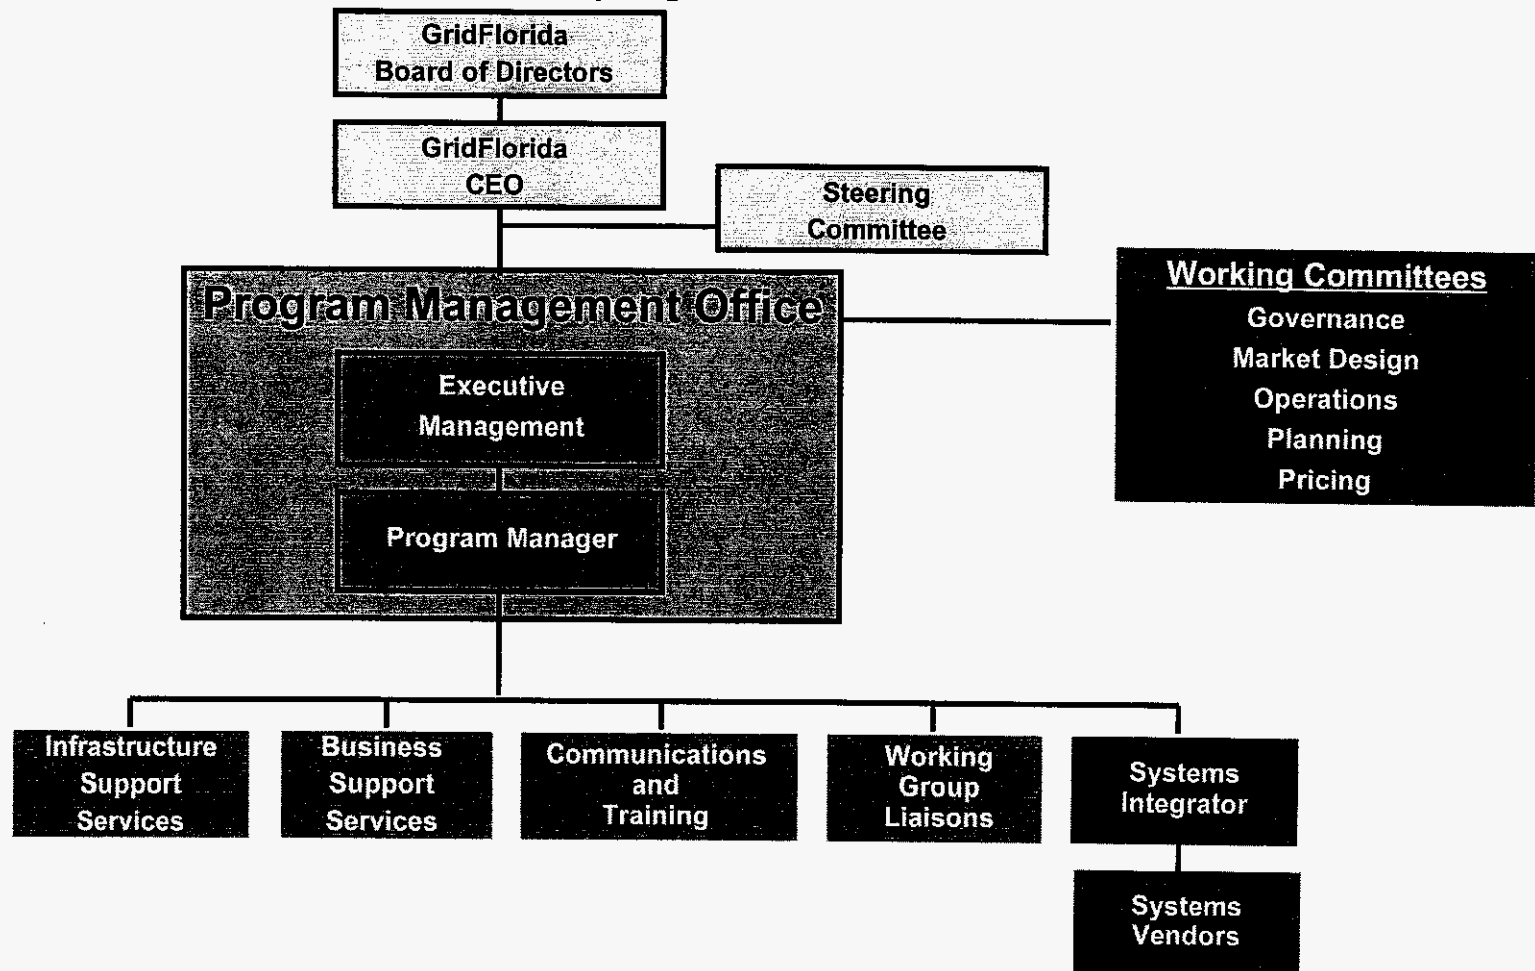 GridFlorida
Board of Directors
GridFlorida
CEO
Steering
Committee
Program Management Office
Executive
Management
Program Manager
Working Committees
Governance
Market Design
Operations
Planning
Pricing
Infrastructure
Support
Services
Business
Support
Services
Communications
and
Training
Working
Group
Liaisons
Systems
Integrator
Systems
Vendors